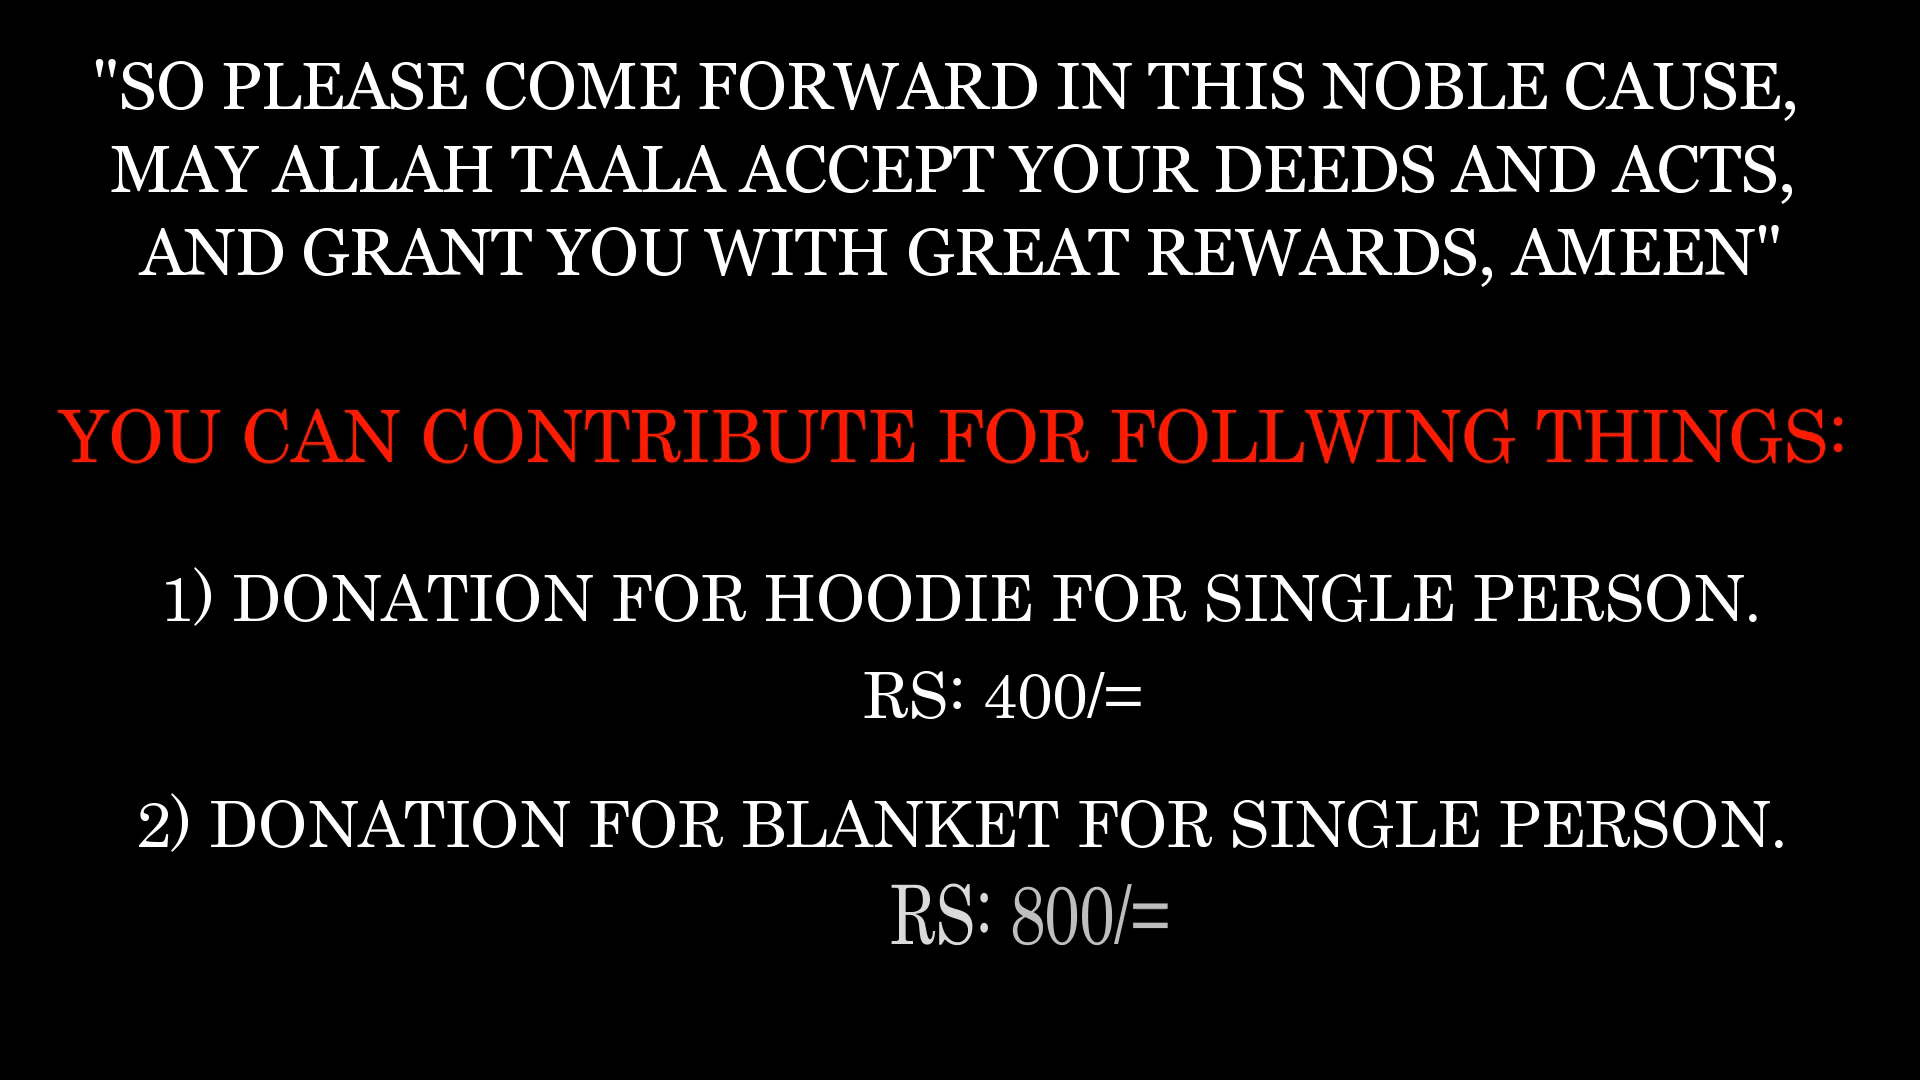 "SO PLEASE COME FORWARD IN THIS NOBLE CAUSE,
MAY ALLAH TAALA ACCEPT YOUR DEEDS AND ACTS,
AND GRANT YOU WITH GREAT REWARDS, AMEEN"
YOU CAN CONTRIBUTE FOR FOLLWING THINGS:
1) DONATION FOR HOODIE FOR SINGLE PERSON.
RS: 400/=
2) DONATION FOR BLANKET FOR SINGLE PERSON.
RS: 800/=